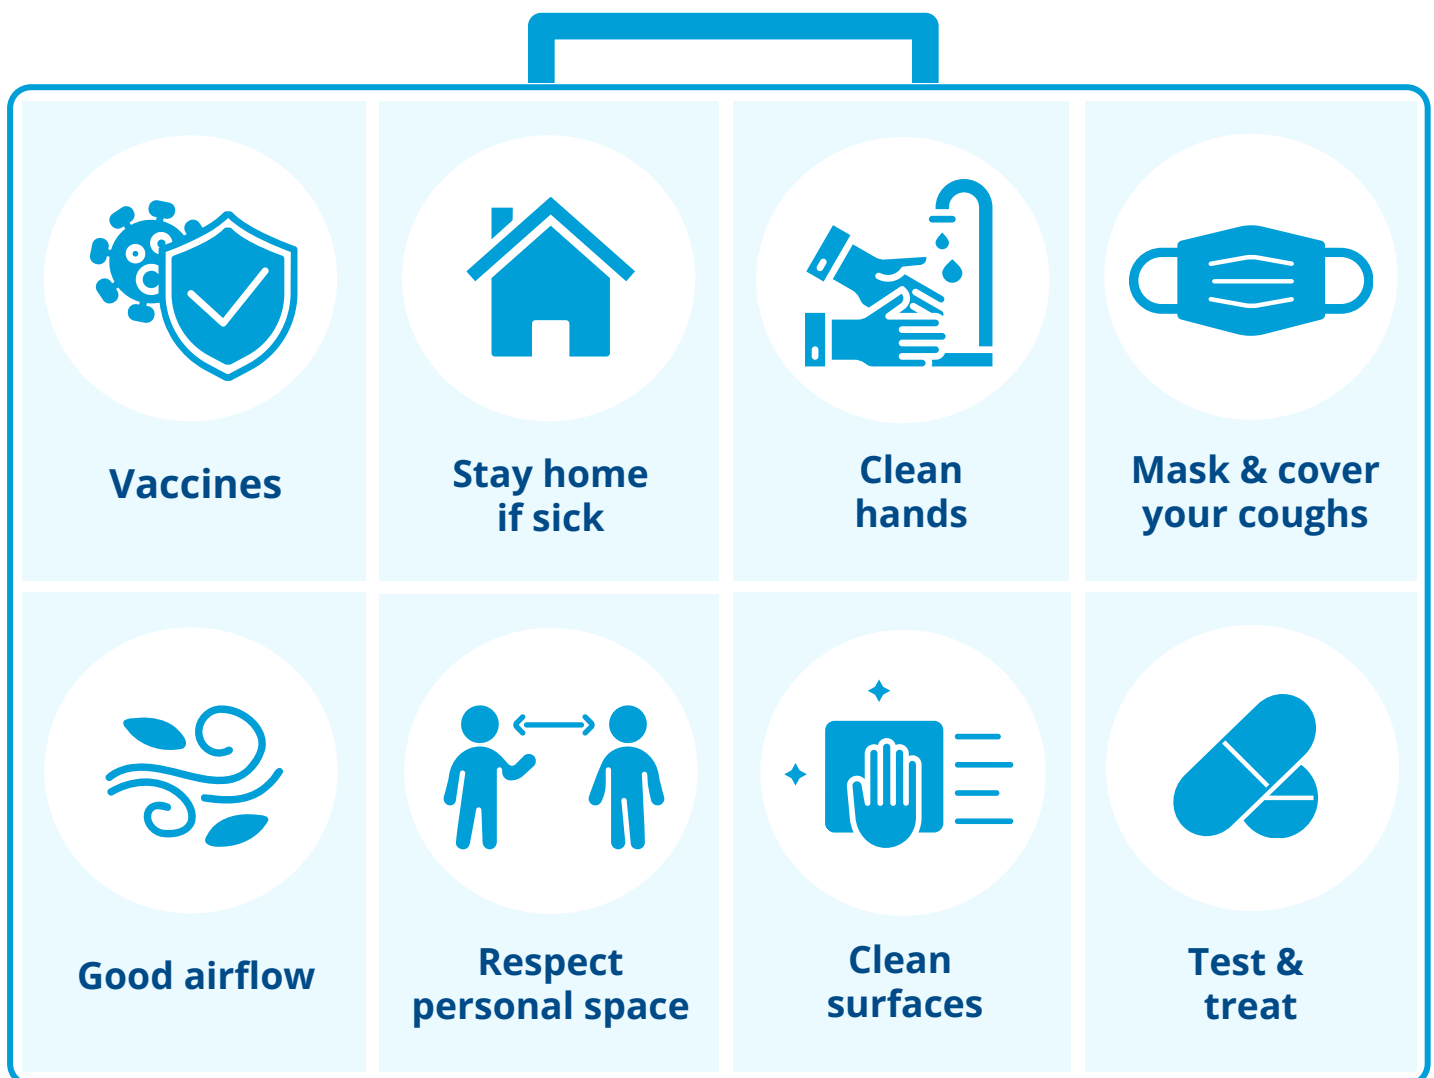 Vaccines
Stay home
if sick
Clean
hands
Mask & cover
your coughs
Good airflow
Respect
personal space
Clean
surfaces
Test &
treat